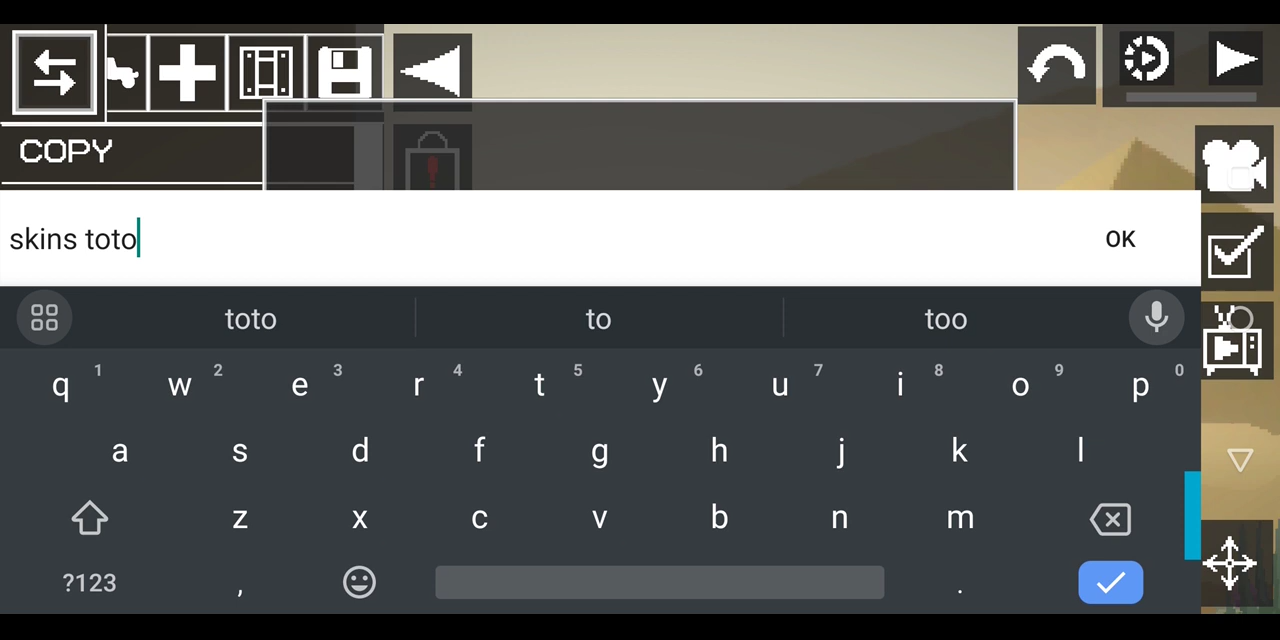 COPY
skins toto
OK
toto to too
q 1 w 2 e 3 r 4 t 5 y 6 u 7 i 8 o 9 p 0
a s d f g h j k l
z x c v b n m
?123 , .